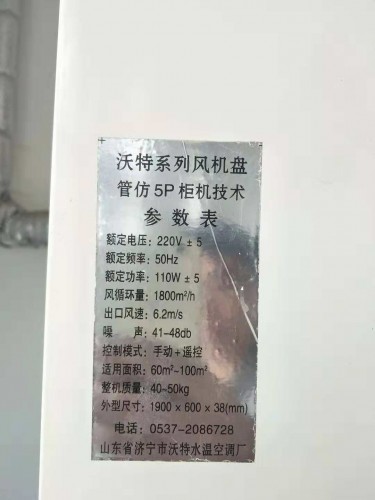 沃特系列风机盘
管仿 5P 柜机技术
参 数 表
额定电压：220V ± 5
额定频率：50Hz
额定功率：110W ± 5
风循环量：1800m³/h
出口风速：6.2m/s
噪　　声：41-48db
控制模式：手动 + 遥控
适用面积：60m²~100m²
整机质量：40-50kg
外型尺寸：1900 × 600 × 38(mm)
电话：0537-2086728
山东省济宁市沃特水温空调厂